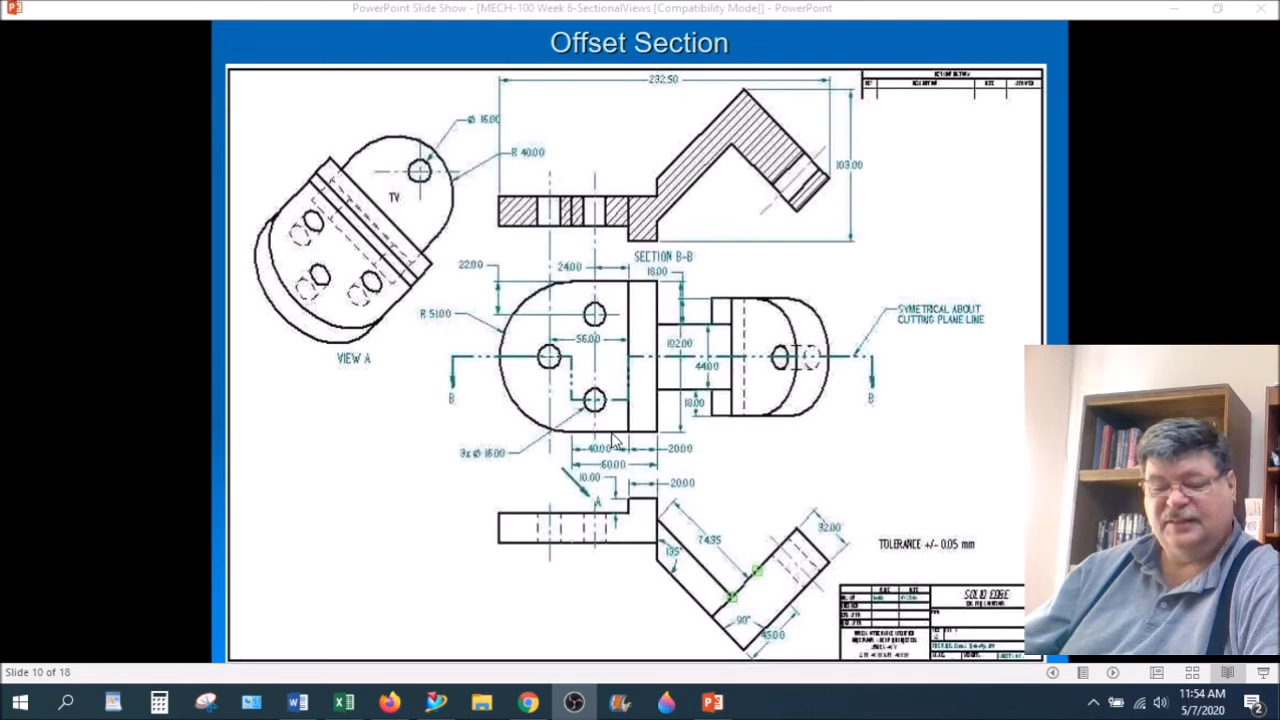 PowerPoint Slide Show - [MECH-100 Week 6-SectionalViews [Compatibility Mode]] - PowerPoint
Offset Section
232.50
Ø 16.00
R 40.00
TV
103.00
SECTION B-B
22.00
24.00
18.00
R 51.00
56.00
102.00
44.00
SYMETRICAL ABOUT
CUTTING PLANE LINE
VIEW A
B
B
18.00
3x Ø 16.00
40.00
20.00
60.00
10.00
A
20.00
74.35
32.00
135°
TOLERANCE +/- 0.05 mm
90°
45.00
SOLID EDGE
Slide 10 of 18
11:54 AM
5/7/2020
2